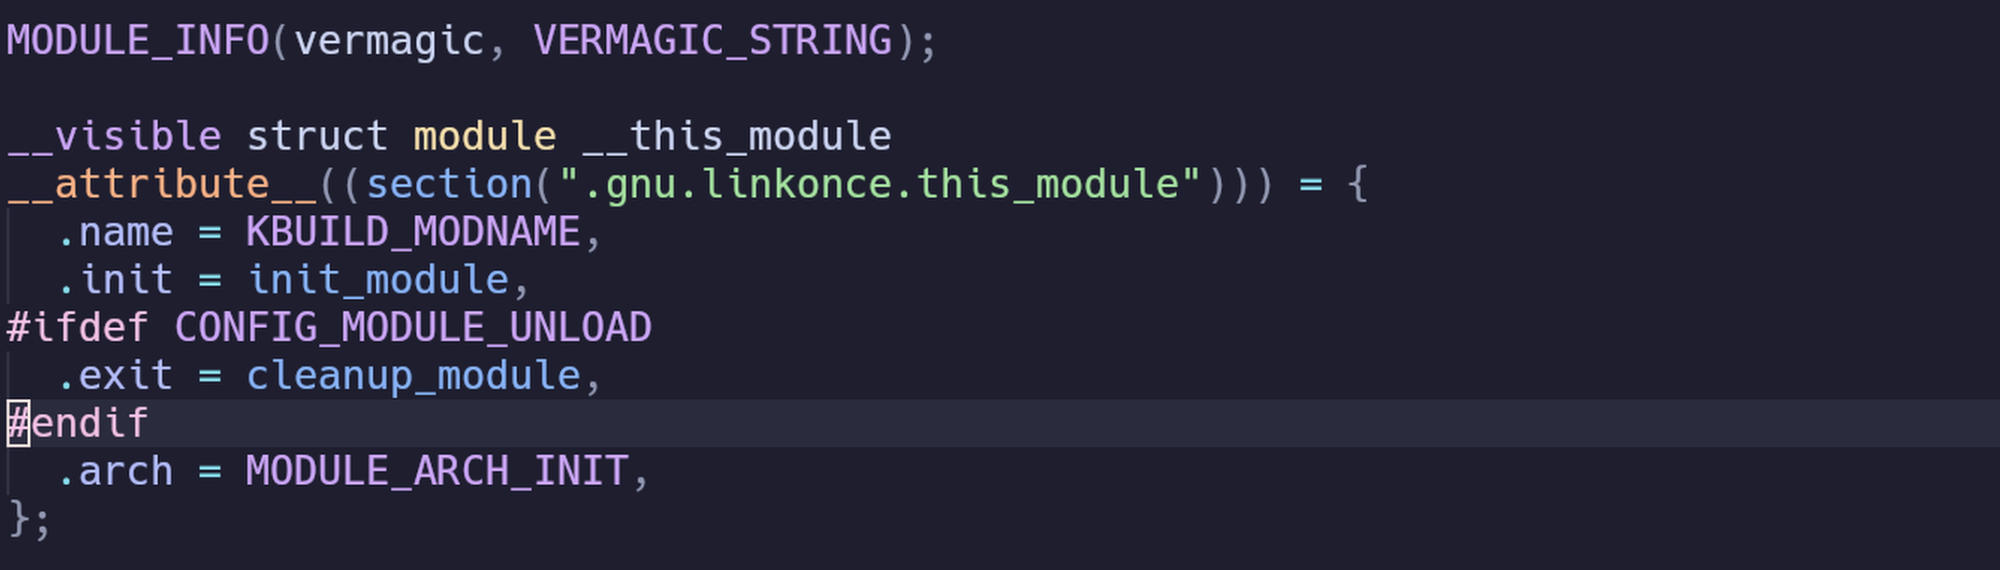 MODULE_INFO(vermagic, VERMAGIC_STRING);
__visible struct module __this_module
__attribute__((section(".gnu.linkonce.this_module"))) = {
.name = KBUILD_MODNAME,
.init = init_module,
#ifdef CONFIG_MODULE_UNLOAD
.exit = cleanup_module,
#endif
.arch = MODULE_ARCH_INIT,
};